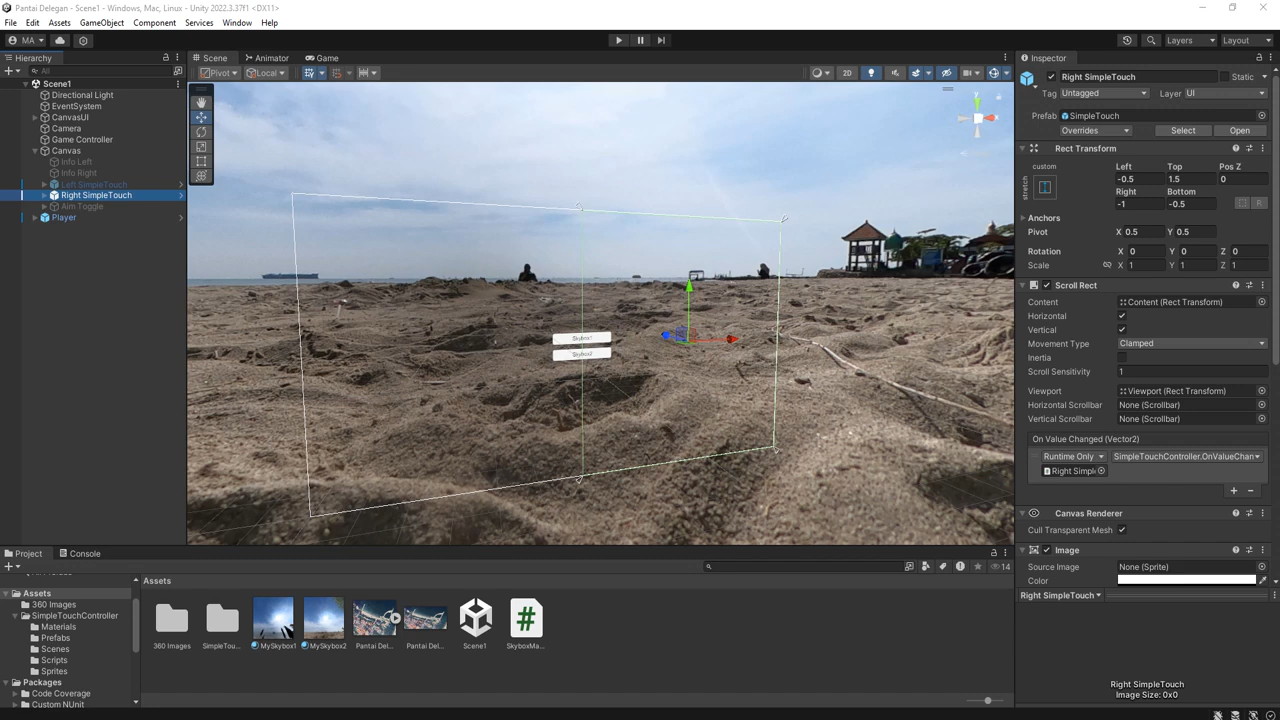 Pantai Delegan - Scene1 - Windows, Mac, Linux - Unity 2022.3.37f1 <DX11>
File Edit Assets GameObject Component Services Window Help
MA
Layers Layout
Hierarchy
All
Scene1
Directional Light
EventSystem
CanvasUI
Camera
Game Controller
Canvas
Info Left
Info Right
Left SimpleTouch
Right SimpleTouch
Aim Toggle
Player
Scene Animator Game
Pivot Local 2D
y
x
Skybox1
Skybox2
Inspector
Right SimpleTouch Static
Tag Untagged Layer UI
Prefab SimpleTouch
Overrides Select Open
Rect Transform
custom
stretch
Left Top Pos Z
-0.5 1.5 0
Right Bottom
-1 -0.5 R
Anchors
Pivot X 0.5 Y 0.5
Rotation X 0 Y 0 Z 0
Scale X 1 Y 1 Z 1
Scroll Rect
Content Content (Rect Transform)
Horizontal
Vertical
Movement Type Clamped
Inertia
Scroll Sensitivity 1
Viewport Viewport (Rect Transform)
Horizontal Scrollbar None (Scrollbar)
Vertical Scrollbar None (Scrollbar)
On Value Changed (Vector2)
Runtime Only SimpleTouchController.OnValueChan
Right Simpl
+ -
Canvas Renderer
Cull Transparent Mesh
Image
Source Image None (Sprite)
Color
Right SimpleTouch
Right SimpleTouch
Image Size: 0x0
Project Console
14
Assets
360 Images
SimpleTouchController
Materials
Prefabs
Scenes
Scripts
Sprites
Packages
Code Coverage
Custom NUnit
Assets
360 Images SimpleTou... MySkybox1 MySkybox2 Pantai Del... Pantai Del... Scene1 SkyboxMa...